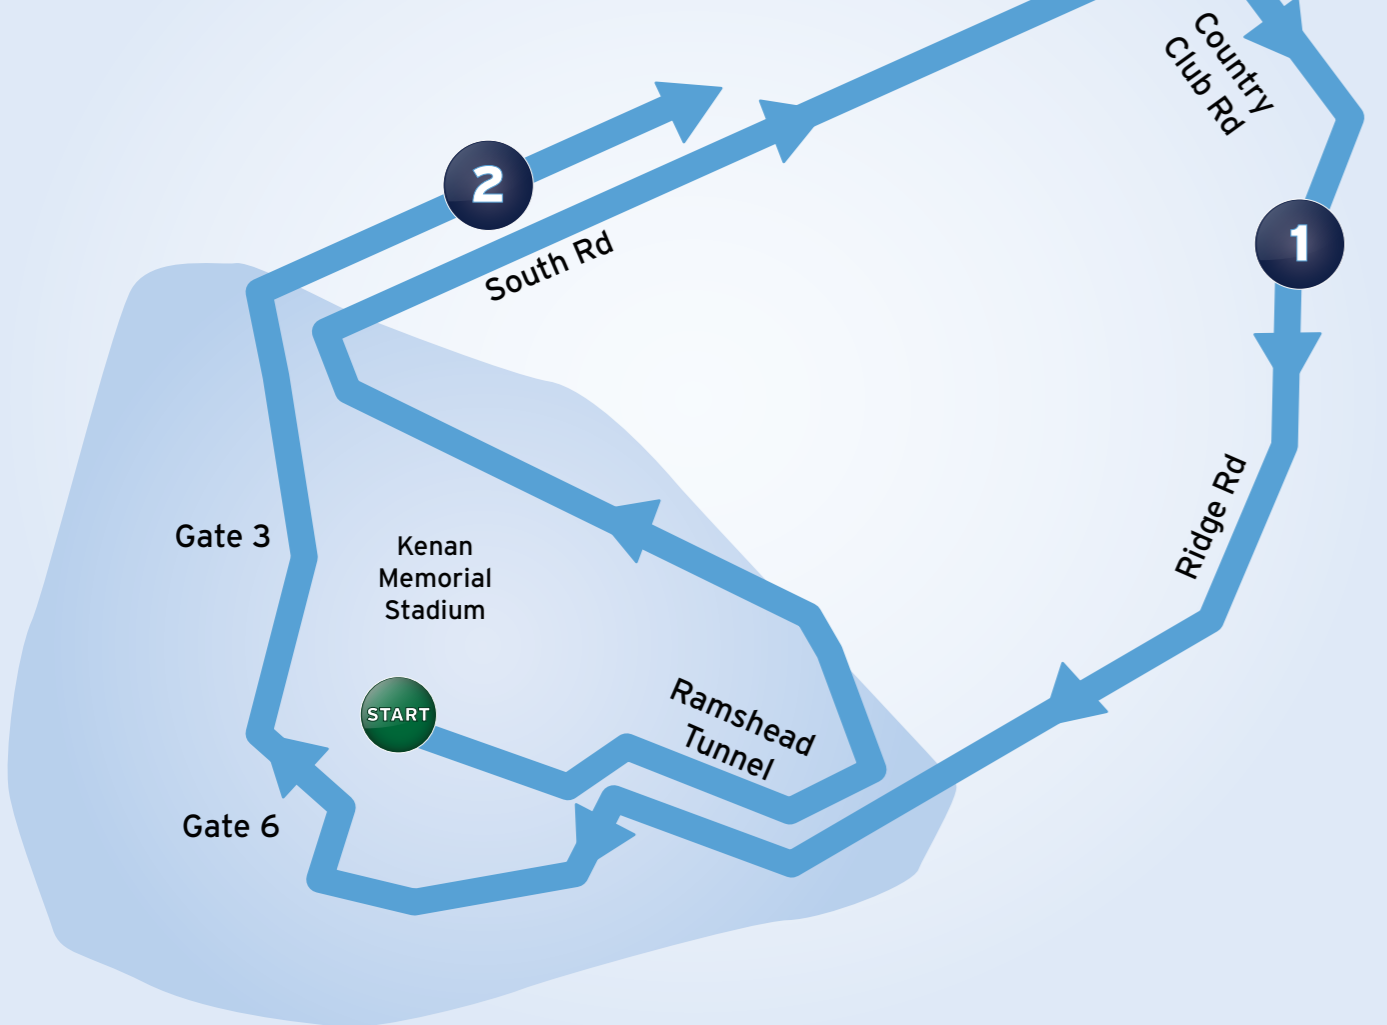 Country
Club Rd
2
1
South Rd
Ridge Rd
Gate 3
Kenan
Memorial
Stadium
Ramshead
Tunnel
START
Gate 6